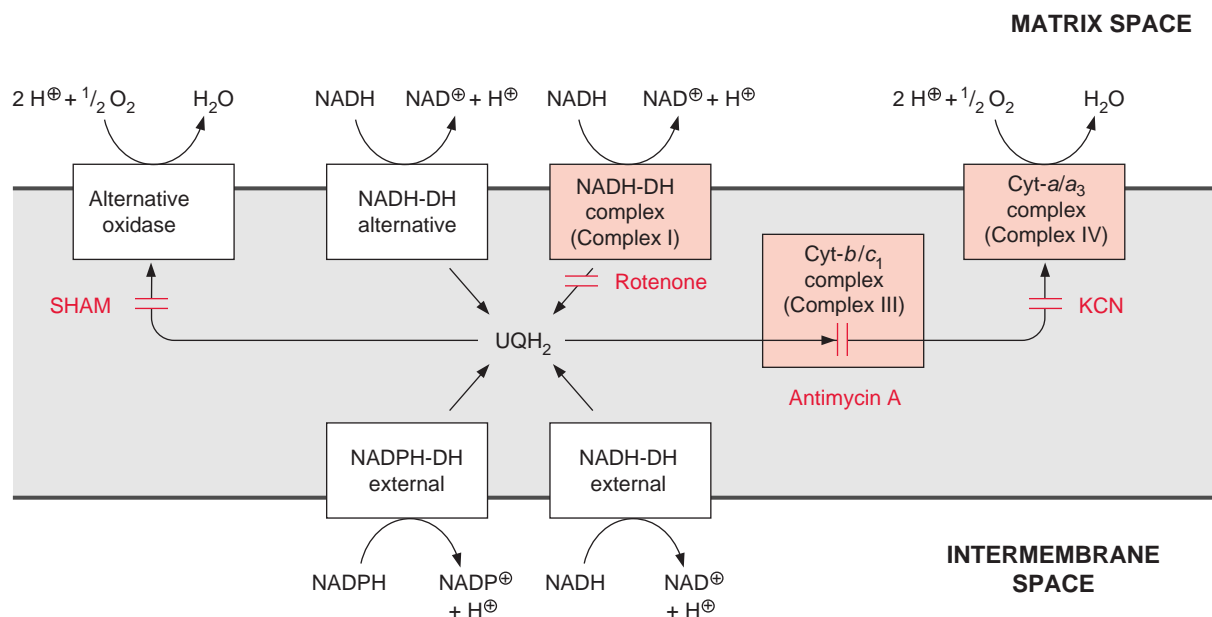 MATRIX SPACE
2 H⊕ + ¹/₂ O₂
H₂O
NADH
NAD⊕ + H⊕
NADH
NAD⊕ + H⊕
2 H⊕ + ¹/₂ O₂
H₂O
Alternative
oxidase
NADH-DH
alternative
NADH-DH
complex
(Complex I)
Cyt-a/a₃
complex
(Complex IV)
Cyt-b/c₁
complex
(Complex III)
SHAM
Rotenone
KCN
UQH₂
Antimycin A
NADPH-DH
external
NADH-DH
external
NADPH
NADP⊕
+ H⊕
NADH
NAD⊕
+ H⊕
INTERMEMBRANE
SPACE